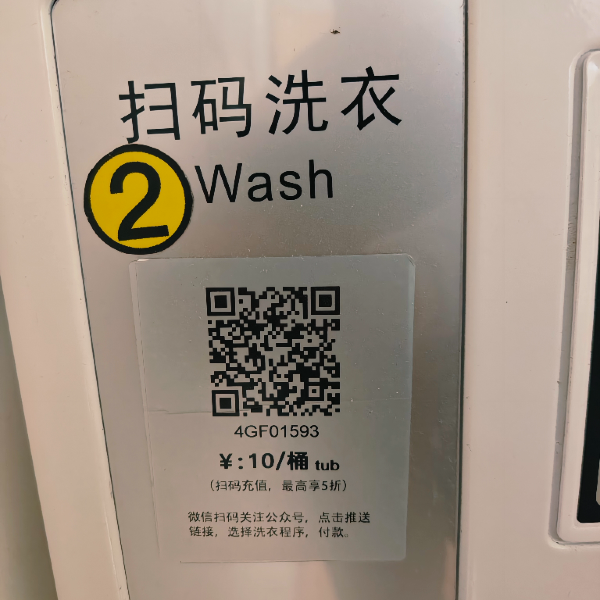 扫码洗衣
2
Wash
4GF01593
¥:10/桶 tub
(扫码充值，最高享5折)
微信扫码关注公众号，点击推送
链接，选择洗衣程序，付款。